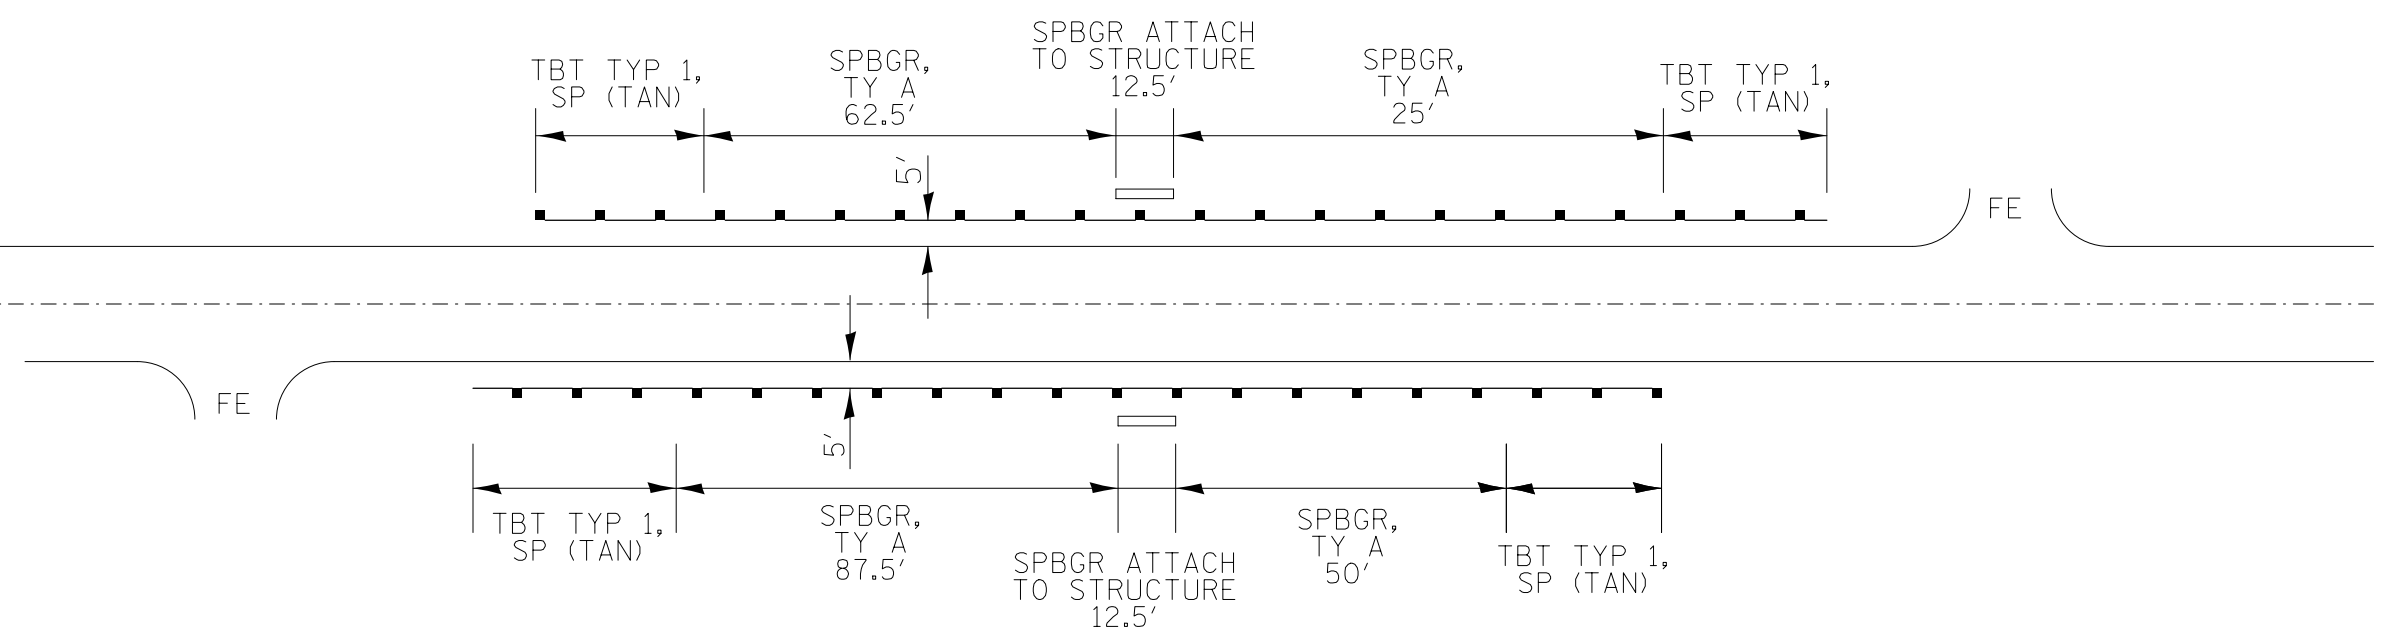 TBT TYP 1,
SP (TAN)
SPBGR,
TY A
62.5'
SPBGR ATTACH
TO STRUCTURE
12.5'
SPBGR,
TY A
25'
TBT TYP 1,
SP (TAN)
5'
FE
FE
5'
TBT TYP 1,
SP (TAN)
SPBGR,
TY A
87.5'
SPBGR ATTACH
TO STRUCTURE
12.5'
SPBGR,
TY A
50'
TBT TYP 1,
SP (TAN)